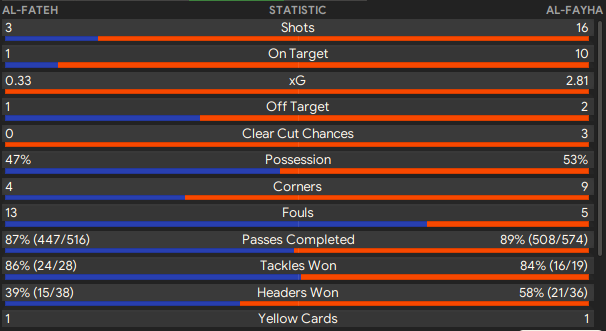 AL-FATEH STATISTIC AL-FAYHA
3 Shots 16
1 On Target 10
0.33 xG 2.81
1 Off Target 2
0 Clear Cut Chances 3
47% Possession 53%
4 Corners 9
13 Fouls 5
87% (447/516) Passes Completed 89% (508/574)
86% (24/28) Tackles Won 84% (16/19)
39% (15/38) Headers Won 58% (21/36)
1 Yellow Cards 1